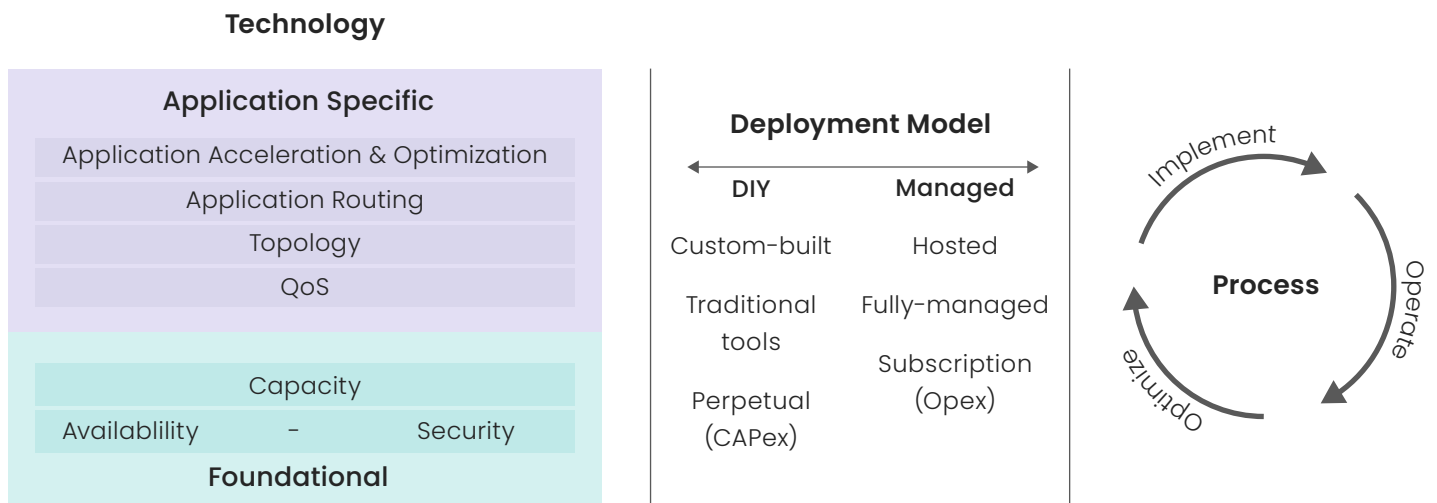 Technology
Application Specific
Application Acceleration & Optimization
Application Routing
Topology
QoS
Capacity
Availablility - Security
Foundational
Deployment Model
DIY
Custom-built
Traditional
tools
Perpetual
(CAPex)
Managed
Hosted
Fully-managed
Subscription
(Opex)
Process
Implement
Operate
Optimize